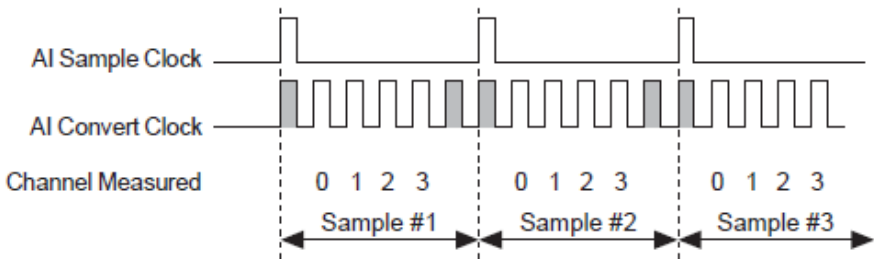 AI Sample Clock
AI Convert Clock
Channel Measured 0 1 2 3 0 1 2 3 0 1 2 3
Sample #1 Sample #2 Sample #3